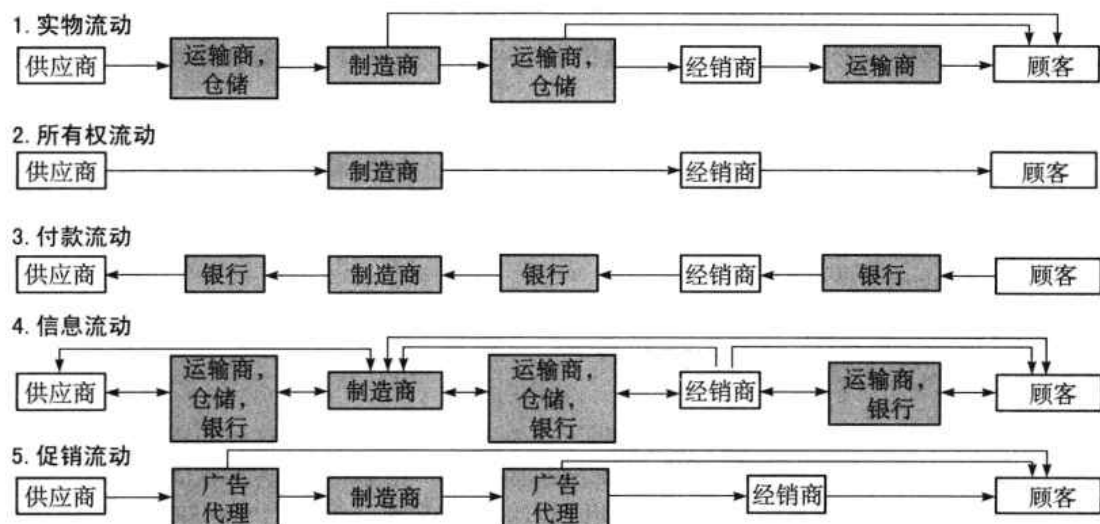 1. 实物流动
供应商
运输商，
仓储
制造商
运输商，
仓储
经销商
运输商
顾客
2. 所有权流动
供应商
制造商
经销商
顾客
3. 付款流动
供应商
银行
制造商
银行
经销商
银行
顾客
4. 信息流动
供应商
运输商，
仓储，
银行
制造商
运输商，
仓储，
银行
经销商
运输商，
银行
顾客
5. 促销流动
供应商
广告
代理
制造商
广告
代理
经销商
顾客